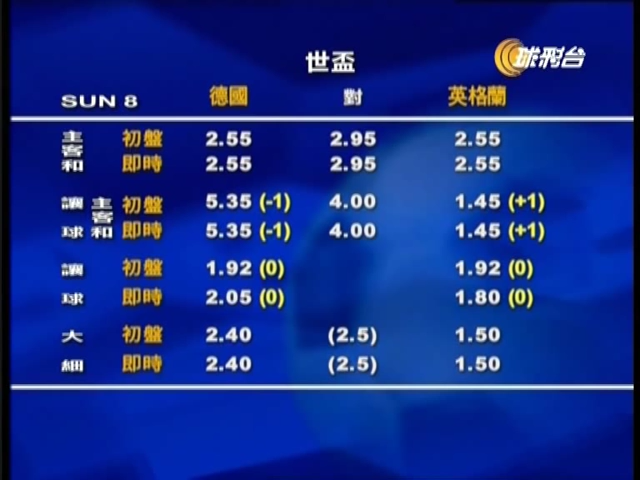 球彩台
世盃
SUN 8 德國 對 英格蘭
主客和 初盤 2.55 2.95 2.55
即時 2.55 2.95 2.55
讓球 主客和 初盤 5.35 (-1) 4.00 1.45 (+1)
即時 5.35 (-1) 4.00 1.45 (+1)
讓球 初盤 1.92 (0) 1.92 (0)
即時 2.05 (0) 1.80 (0)
大細 初盤 2.40 (2.5) 1.50
即時 2.40 (2.5) 1.50